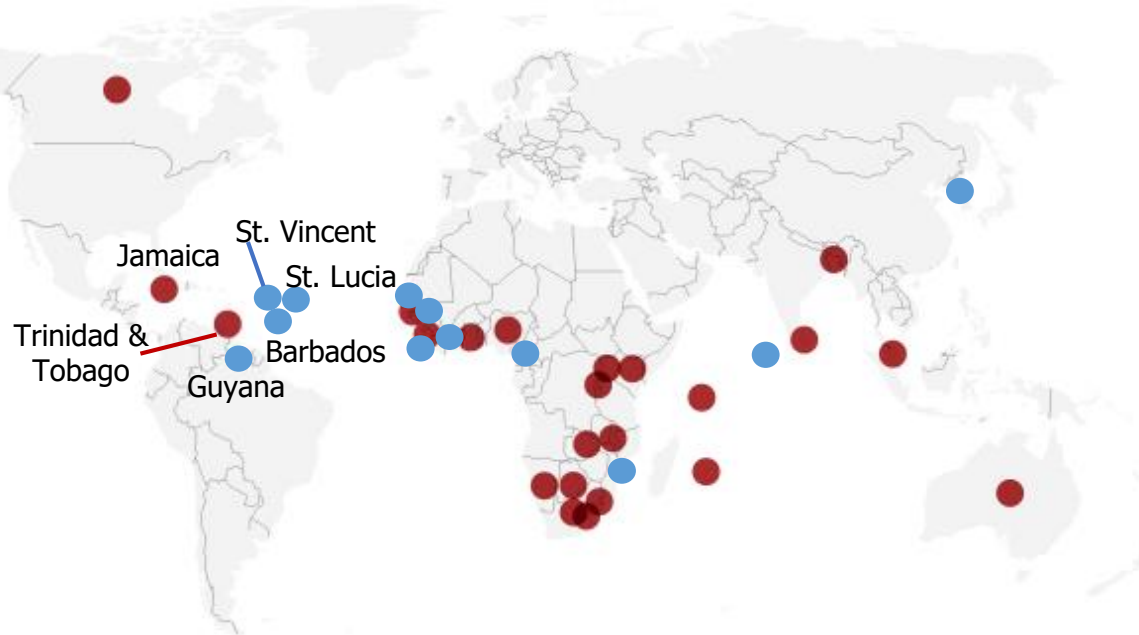 St. Vincent
Jamaica
St. Lucia
Trinidad &
Tobago
Barbados
Guyana